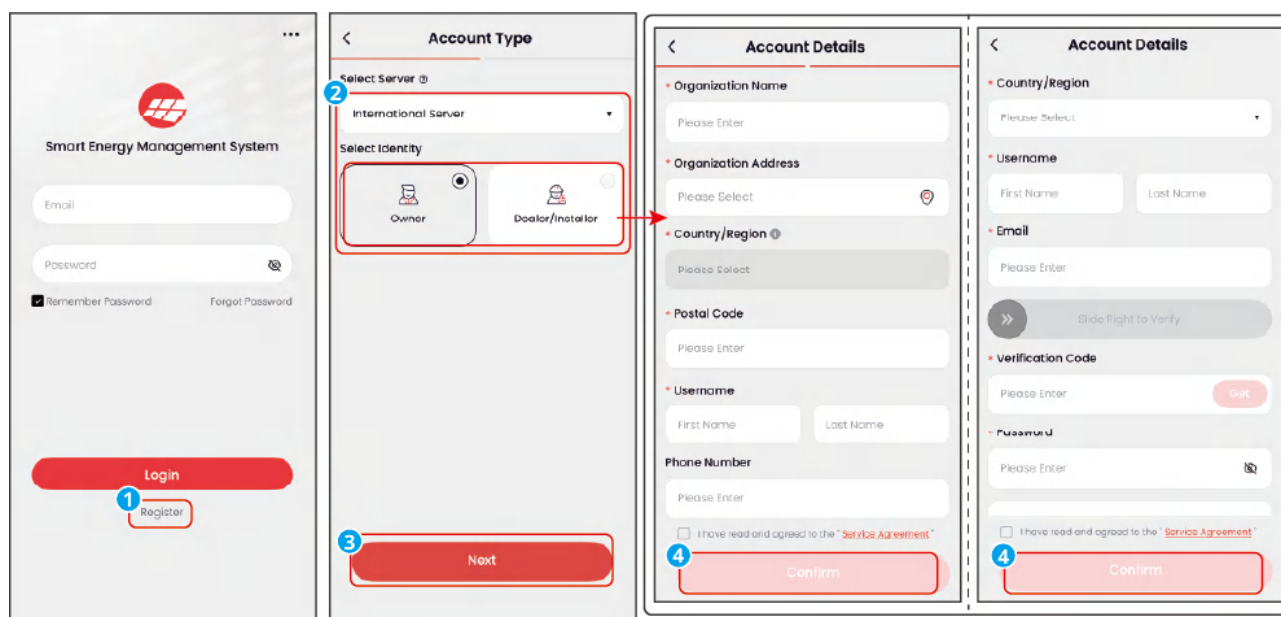 Smart Energy Management System
Email
Password
Remember Password Forgot Password
Login
1
Register
Account Type
Select Server
2
International Server
Select Identity
Owner Dealer/Installer
3
Next
Account Details
* Organization Name
Please Enter
* Organization Address
Please Select
* Country/Region
Please Select
* Postal Code
Please Enter
* Username
First Name Last Name
Phone Number
Please Enter
I have read and agreed to the "Service Agreement"
4
Confirm
Account Details
* Country/Region
Please Select
* Username
First Name Last Name
* Email
Please Enter
Slide Right to Verify
* Verification Code
Please Enter Get
* Password
Please Enter
I have read and agreed to the "Service Agreement"
4
Confirm